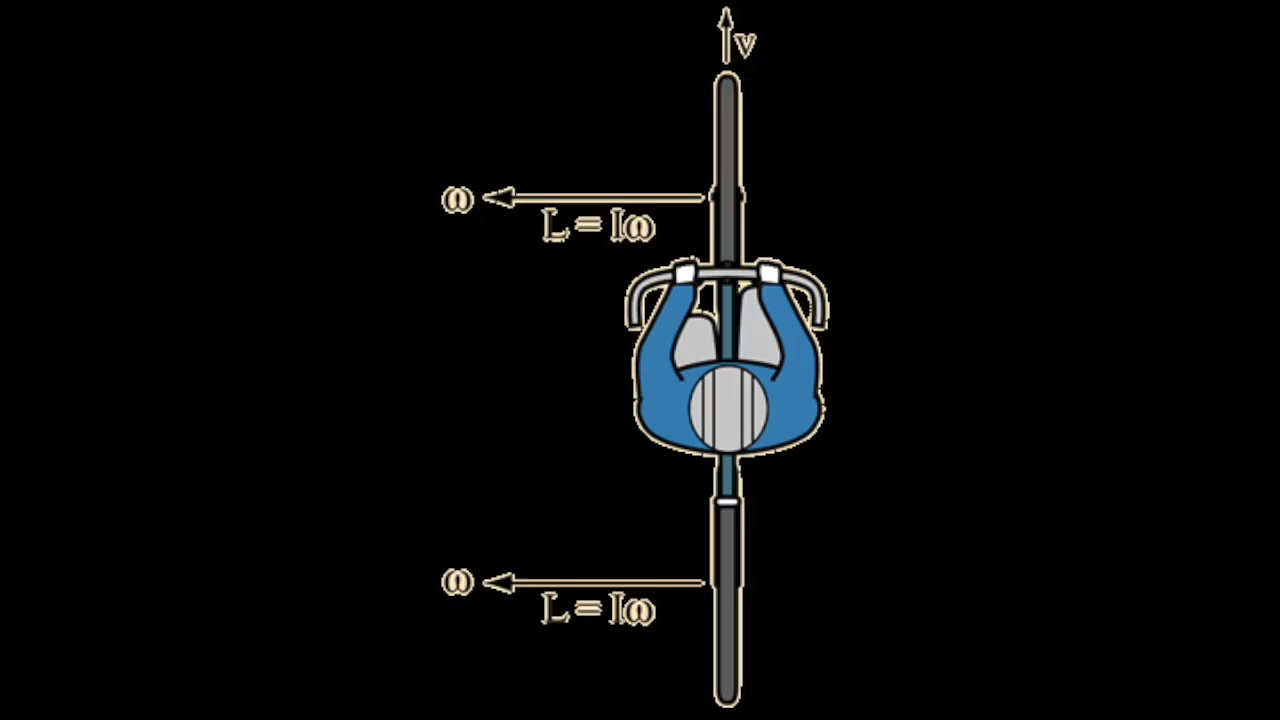 v
ω
L = Iω
ω
L = Iω